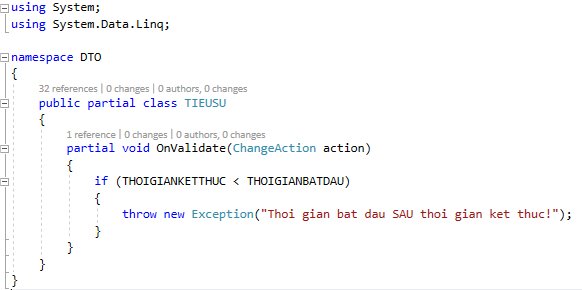 using System;
using System.Data.Linq;
namespace DTO
{
32 references | 0 changes | 0 authors, 0 changes
public partial class TIEUSU
{
1 reference | 0 changes | 0 authors, 0 changes
partial void OnValidate(ChangeAction action)
{
if (THOIGIANKETTHUC < THOIGIANBATDAU)
{
throw new Exception("Thoi gian bat dau SAU thoi gian ket thuc!");
}
}
}
}